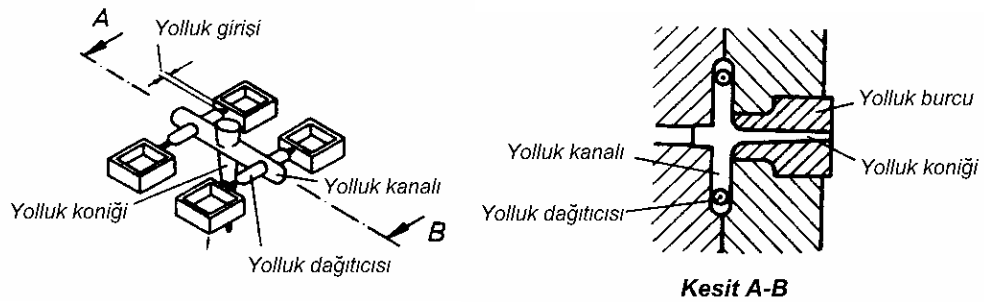 A
Yolluk girişi
Yolluk kanalı
Yolluk koniği
B
Yolluk dağıtıcısı
Yolluk burcu
Yolluk kanalı
Yolluk koniği
Yolluk dağıtıcısı
Kesit A-B